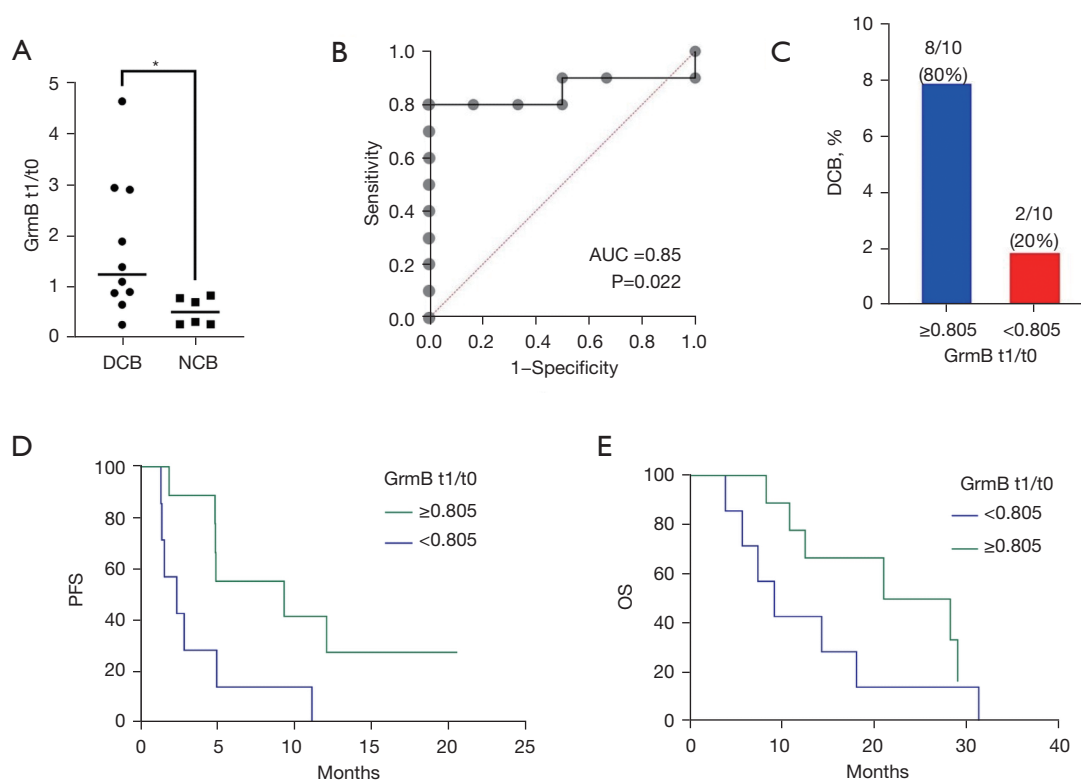 A
*
5
4
3
2
1
0
GrmB t1/t0
DCB
NCB
B
1.0
0.8
0.6
0.4
0.2
0.0
Sensitivity
AUC =0.85
P=0.022
0.0
0.2
0.4
0.6
0.8
1.0
1–Specificity
C
10
8
6
4
2
0
DCB, %
8/10
(80%)
2/10
(20%)
≥0.805
<0.805
GrmB t1/t0
D
100
80
60
40
20
0
PFS
GrmB t1/t0
≥0.805
<0.805
0
5
10
15
20
25
Months
E
100
80
60
40
20
0
OS
GrmB t1/t0
<0.805
≥0.805
0
10
20
30
40
Months